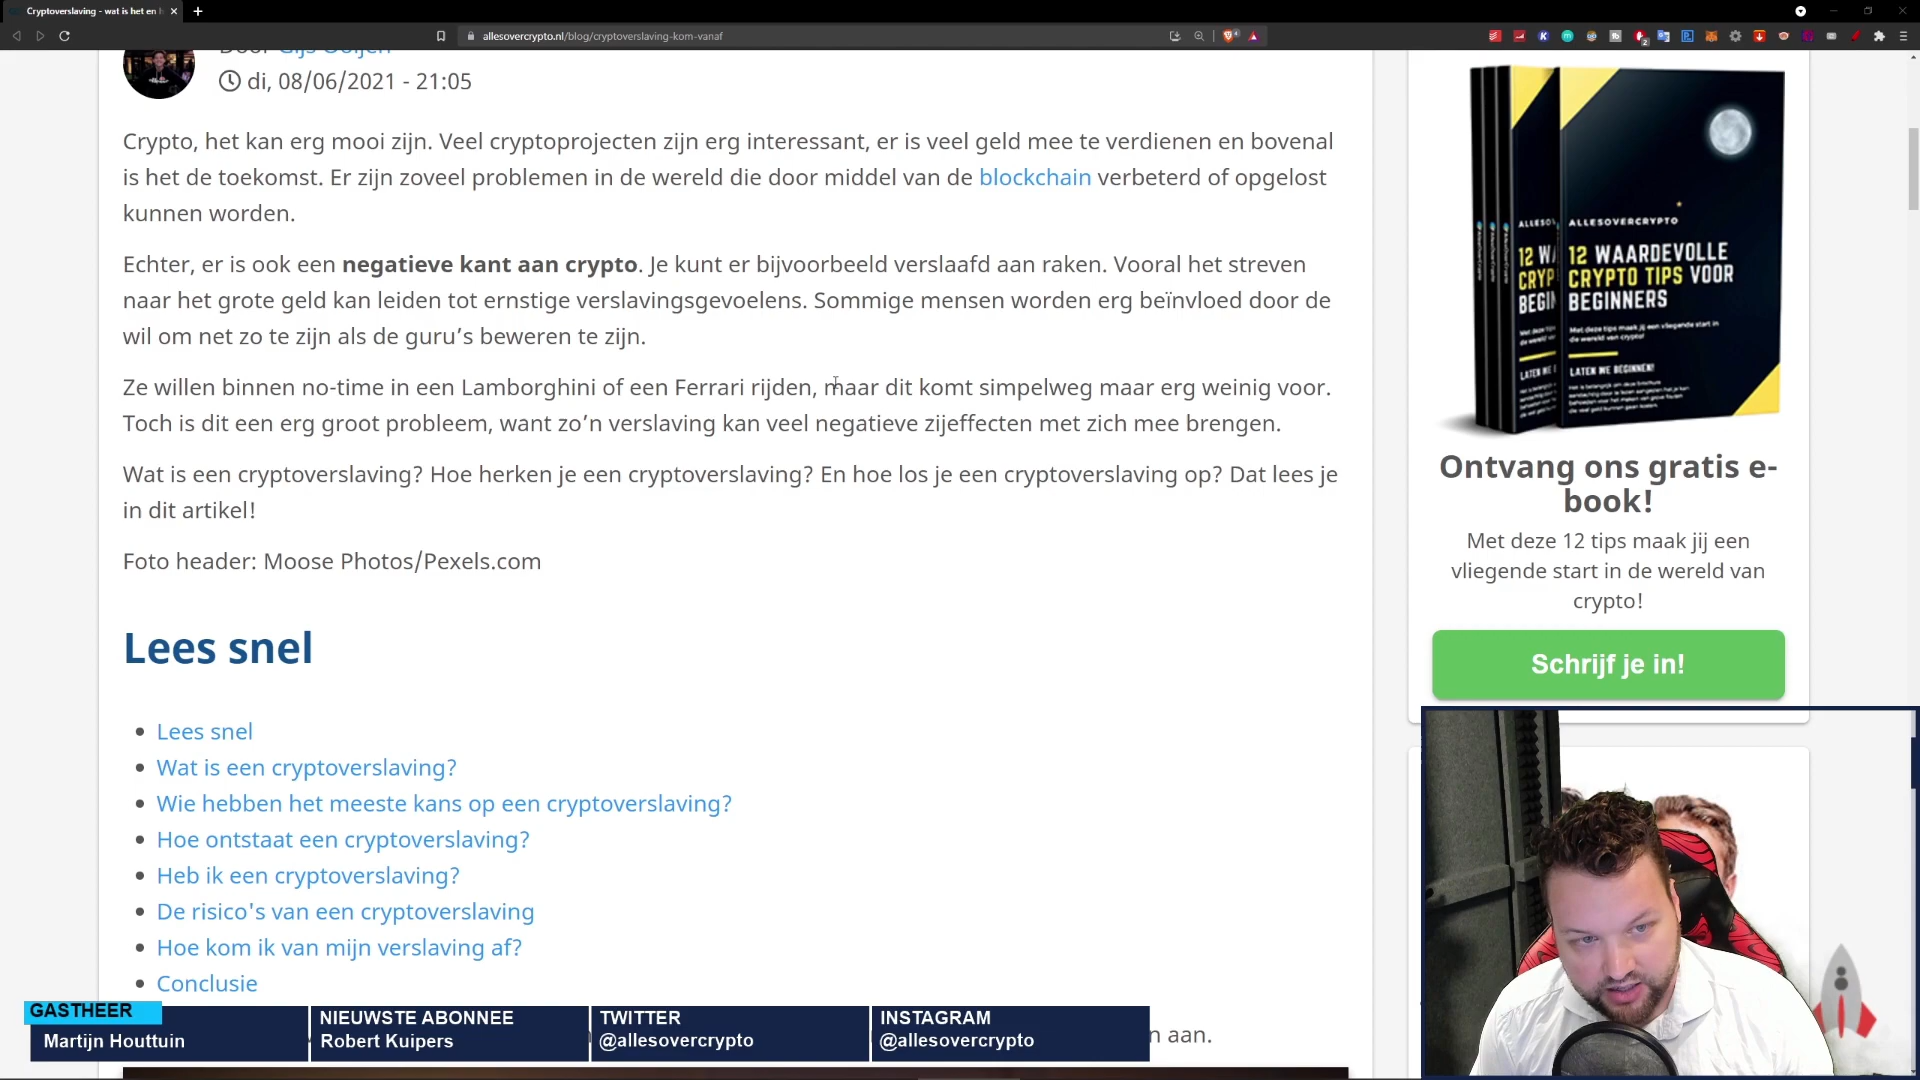 Cryptoverslaving - wat is het en h
allesovercrypto.nl/blog/cryptoverslaving-kom-vanaf
di, 08/06/2021 - 21:05
Crypto, het kan erg mooi zijn. Veel cryptoprojecten zijn erg interessant, er is veel geld mee te verdienen en bovenal
is het de toekomst. Er zijn zoveel problemen in de wereld die door middel van de blockchain verbeterd of opgelost
kunnen worden.
Echter, er is ook een negatieve kant aan crypto. Je kunt er bijvoorbeeld verslaafd aan raken. Vooral het streven
naar het grote geld kan leiden tot ernstige verslavingsgevoelens. Sommige mensen worden erg beïnvloed door de
wil om net zo te zijn als de guru’s beweren te zijn.
Ze willen binnen no-time in een Lamborghini of een Ferrari rijden, maar dit komt simpelweg maar erg weinig voor.
Toch is dit een erg groot probleem, want zo’n verslaving kan veel negatieve zijeffecten met zich mee brengen.
Wat is een cryptoverslaving? Hoe herken je een cryptoverslaving? En hoe los je een cryptoverslaving op? Dat lees je
in dit artikel!
Foto header: Moose Photos/Pexels.com
Lees snel
Lees snel
Wat is een cryptoverslaving?
Wie hebben het meeste kans op een cryptoverslaving?
Hoe ontstaat een cryptoverslaving?
Heb ik een cryptoverslaving?
De risico's van een cryptoverslaving
Hoe kom ik van mijn verslaving af?
Conclusie
n aan.
ALLESOVERCRYPTO
12 WAARDEVOLLE
CRYPTO TIPS VOOR
BEGINNERS
Met deze tips maak jij een vliegende start in
de wereld van crypto!
LATEN WE BEGINNEN!
Ontvang ons gratis e-
book!
Met deze 12 tips maak jij een
vliegende start in de wereld van
crypto!
Schrijf je in!
GASTHEER
Martijn Houttuin
NIEUWSTE ABONNEE
Robert Kuipers
TWITTER
@allesovercrypto
INSTAGRAM
@allesovercrypto